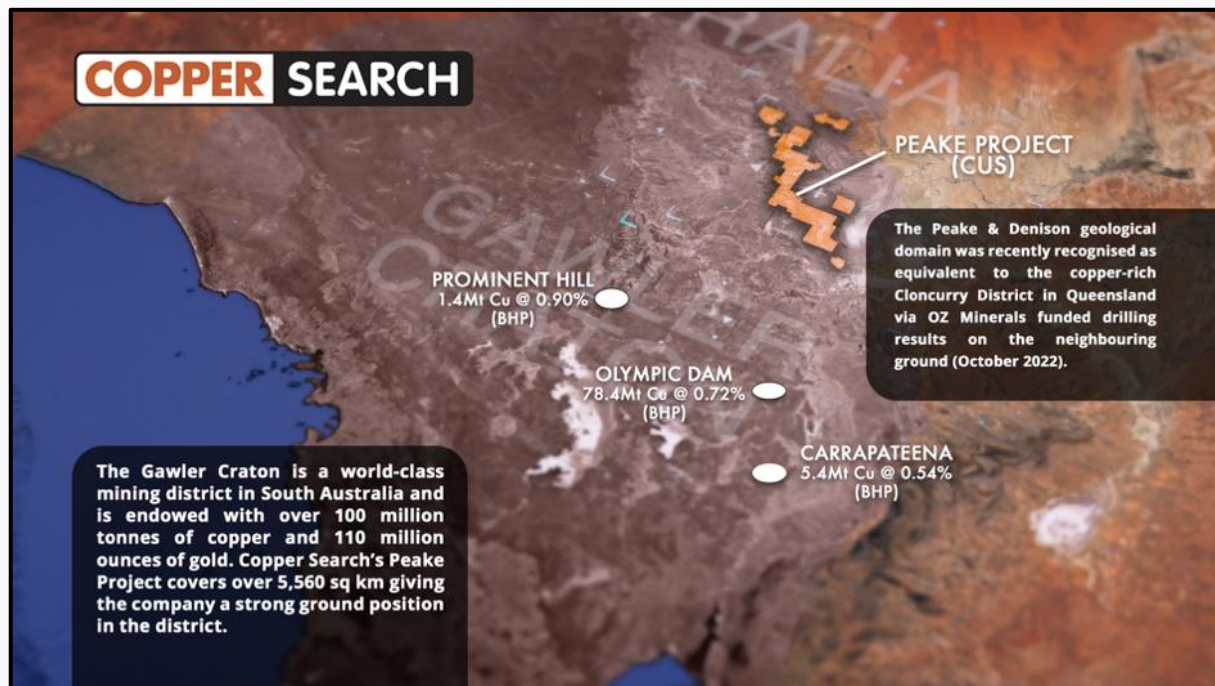 COPPER SEARCH
RALIA
GAWLER
PEAKE PROJECT
(CUS)
The Peake & Denison geological
domain was recently recognised as
equivalent to the copper-rich
Cloncurry District in Queensland
via OZ Minerals funded drilling
results on the neighbouring
ground (October 2022).
PROMINENT HILL
1.4Mt Cu @ 0.90%
(BHP)
OLYMPIC DAM
78.4Mt Cu @ 0.72%
(BHP)
CARRAPATEENA
5.4Mt Cu @ 0.54%
(BHP)
The Gawler Craton is a world-class
mining district in South Australia and
is endowed with over 100 million
tonnes of copper and 110 million
ounces of gold. Copper Search’s Peake
Project covers over 5,560 sq km giving
the company a strong ground position
in the district.